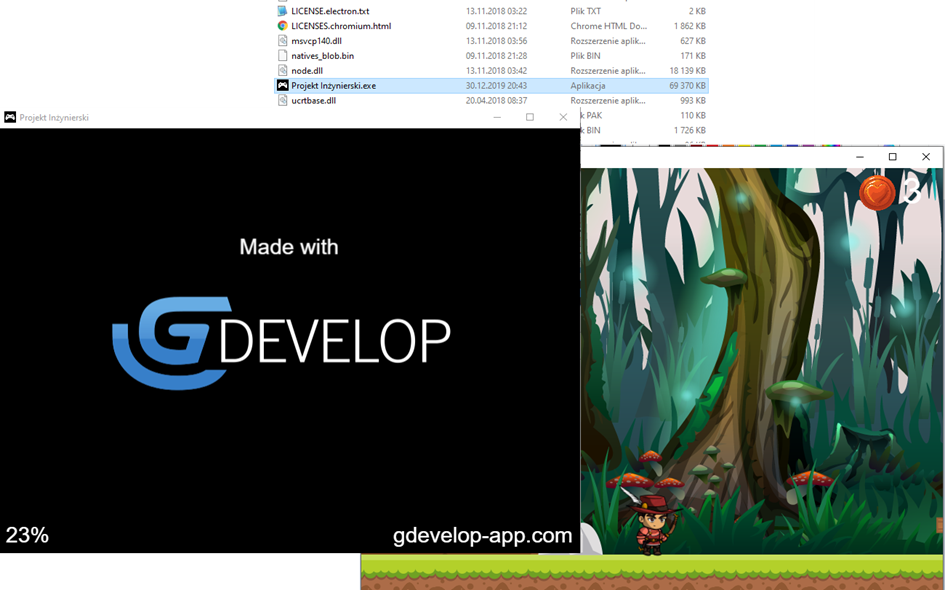 LICENSE.electron.txt 13.11.2018 03:22 Plik TXT 2 KB
LICENSES.chromium.html 09.11.2018 21:12 Chrome HTML Do... 1 862 KB
msvcp140.dll 13.11.2018 03:56 Rozszerzenie aplik... 627 KB
natives_blob.bin 09.11.2018 21:28 Plik BIN 171 KB
node.dll 13.11.2018 03:42 Rozszerzenie aplik... 18 139 KB
Projekt Inżynierski.exe 30.12.2019 20:43 Aplikacja 69 370 KB
ucrtbase.dll 20.04.2018 08:37 Rozszerzenie aplik... 993 KB
k PAK 110 KB
k BIN 1 726 KB
Projekt Inżynierski
3
Made with
GDEVELOP
23% gdevelop-app.com